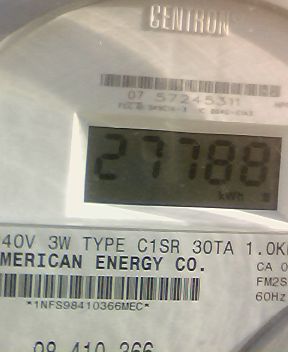 CENTRON
07 57245311
27788
kWh
40V 3W TYPE C1SR 30TA 1.0K
MERICAN ENERGY CO.
CA 0
FM2S
*1NFS98410366MEC*
60Hz
98 410 366